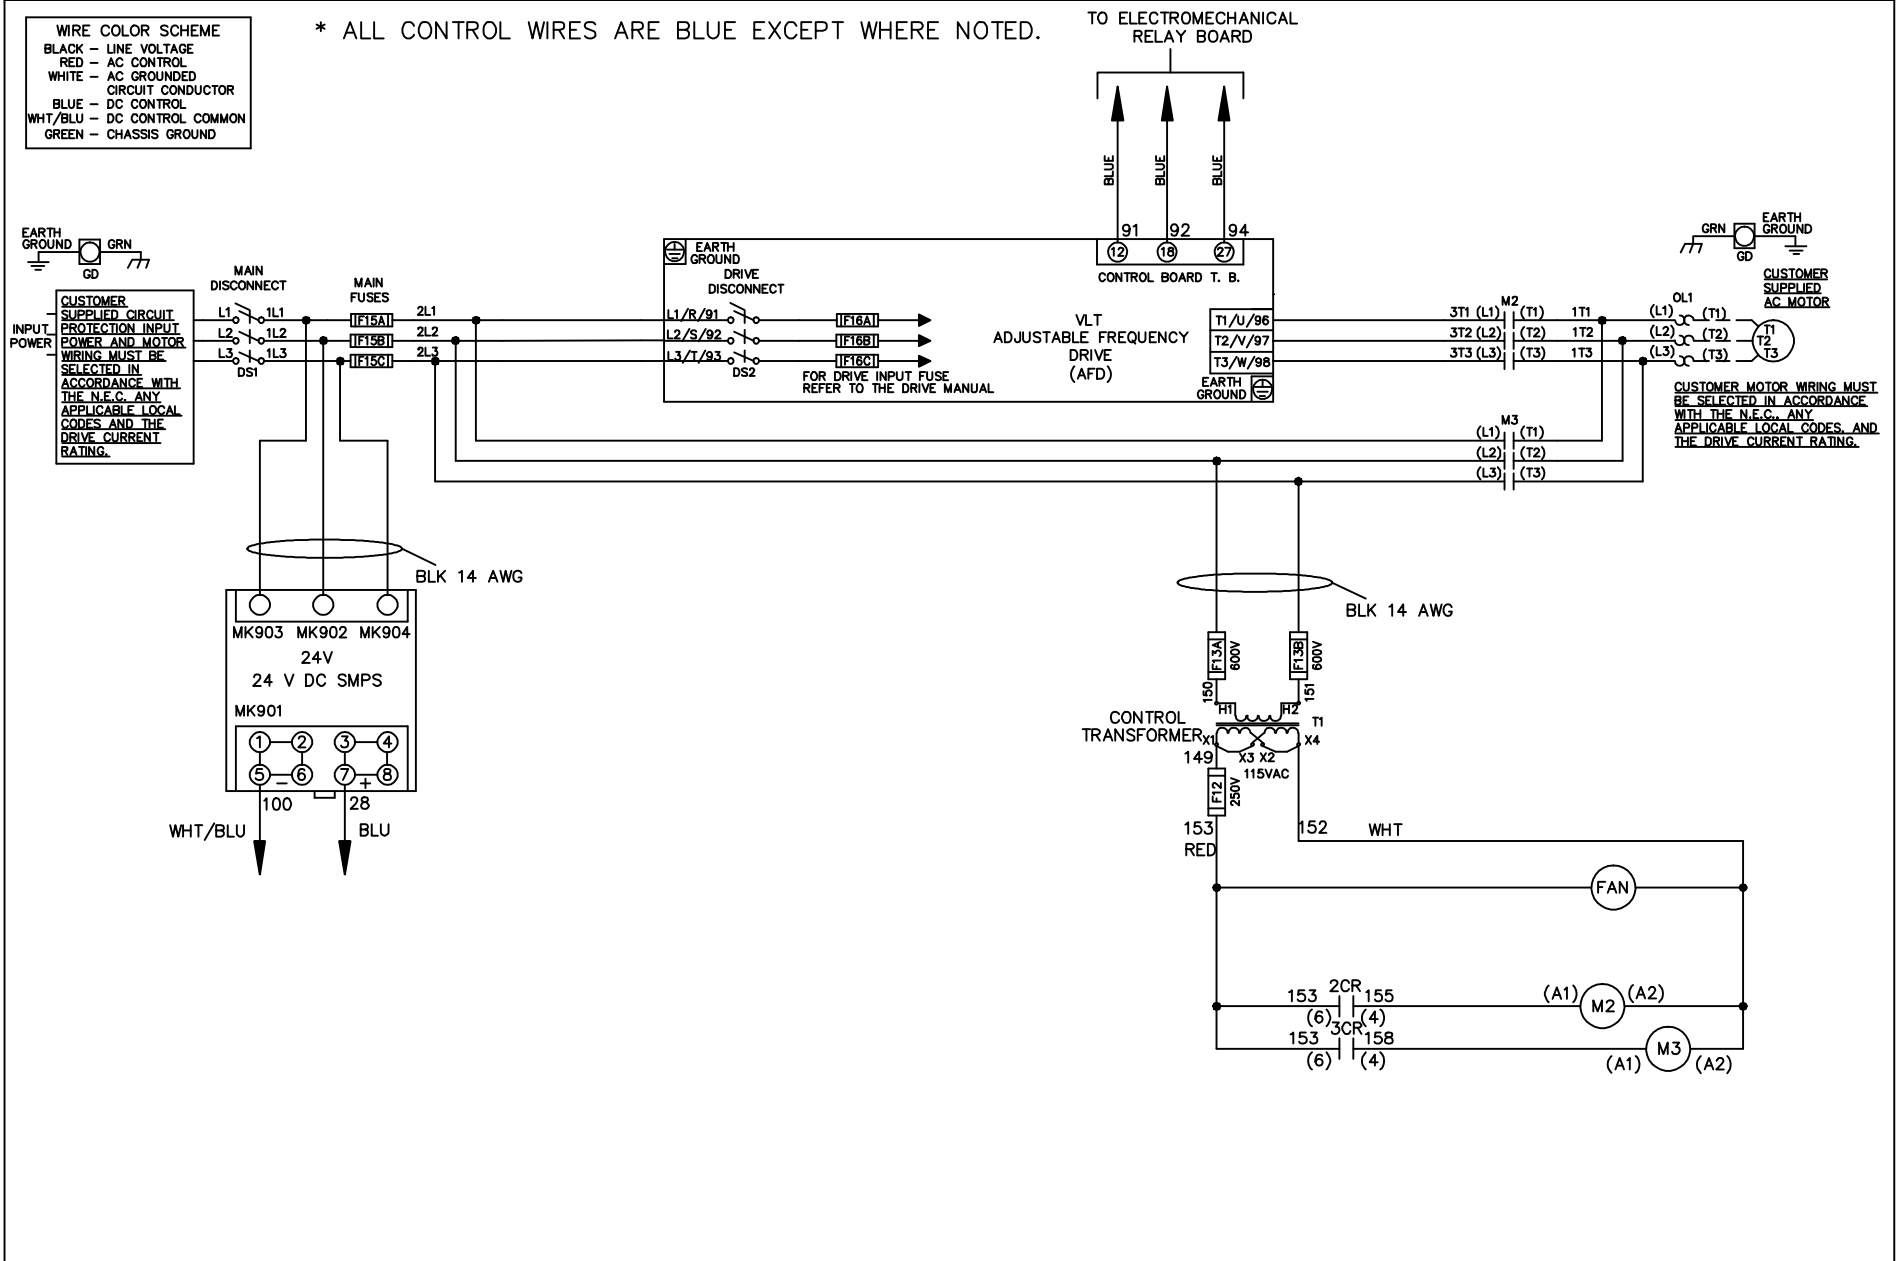 WIRE COLOR SCHEME
BLACK – LINE VOLTAGE
RED – AC CONTROL
WHITE – AC GROUNDED
CIRCUIT CONDUCTOR
BLUE – DC CONTROL
WHT/BLU – DC CONTROL COMMON
GREEN – CHASSIS GROUND
* ALL CONTROL WIRES ARE BLUE EXCEPT WHERE NOTED.
TO ELECTROMECHANICAL
RELAY BOARD
BLUE
BLUE
BLUE
91 92 94
12 18 27
CONTROL BOARD T. B.
EARTH
GROUND
GRN
GD
INPUT
POWER
CUSTOMER
SUPPLIED CIRCUIT
PROTECTION INPUT
POWER AND MOTOR
WIRING MUST BE
SELECTED IN
ACCORDANCE WITH
THE N.E.C. ANY
APPLICABLE LOCAL
CODES AND THE
DRIVE CURRENT
RATING.
MAIN
DISCONNECT
L1 1L1
L2 1L2
L3 1L3
DS1
MAIN
FUSES
F15A 2L1
F15B 2L2
F15C 2L3
EARTH
GROUND
DRIVE
DISCONNECT
L1/R/91
L2/S/92
L3/T/93
DS2
F16A
F16B
F16C
FOR DRIVE INPUT FUSE
REFER TO THE DRIVE MANUAL
VLT
ADJUSTABLE FREQUENCY
DRIVE
(AFD)
T1/U/96
T2/V/97
T3/W/98
EARTH
GROUND
M2
3T1 (L1) (T1) 1T1
3T2 (L2) (T2) 1T2
3T3 (L3) (T3) 1T3
OL1
(L1) (T1)
(L2) (T2)
(L3) (T3)
T1
T2
T3
GRN
GD
EARTH
GROUND
CUSTOMER
SUPPLIED
AC MOTOR
CUSTOMER MOTOR WIRING MUST
BE SELECTED IN ACCORDANCE
WITH THE N.E.C., ANY
APPLICABLE LOCAL CODES, AND
THE DRIVE CURRENT RATING.
M3
(L1) (T1)
(L2) (T2)
(L3) (T3)
BLK 14 AWG
MK903 MK902 MK904
24V
24 V DC SMPS
MK901
1 2 3 4
5 – 6 7 + 8
100 28
WHT/BLU BLU
BLK 14 AWG
F13A 600V
F13B 600V
150
151
H1 H2
T1
CONTROL
TRANSFORMER
X1 X3 X2 X4
149
115VAC
F12 250V
153
RED
152 WHT
FAN
2CR
153 155
(6) (4)
(A1) M2 (A2)
3CR
153 158
(6) (4)
(A1) M3 (A2)